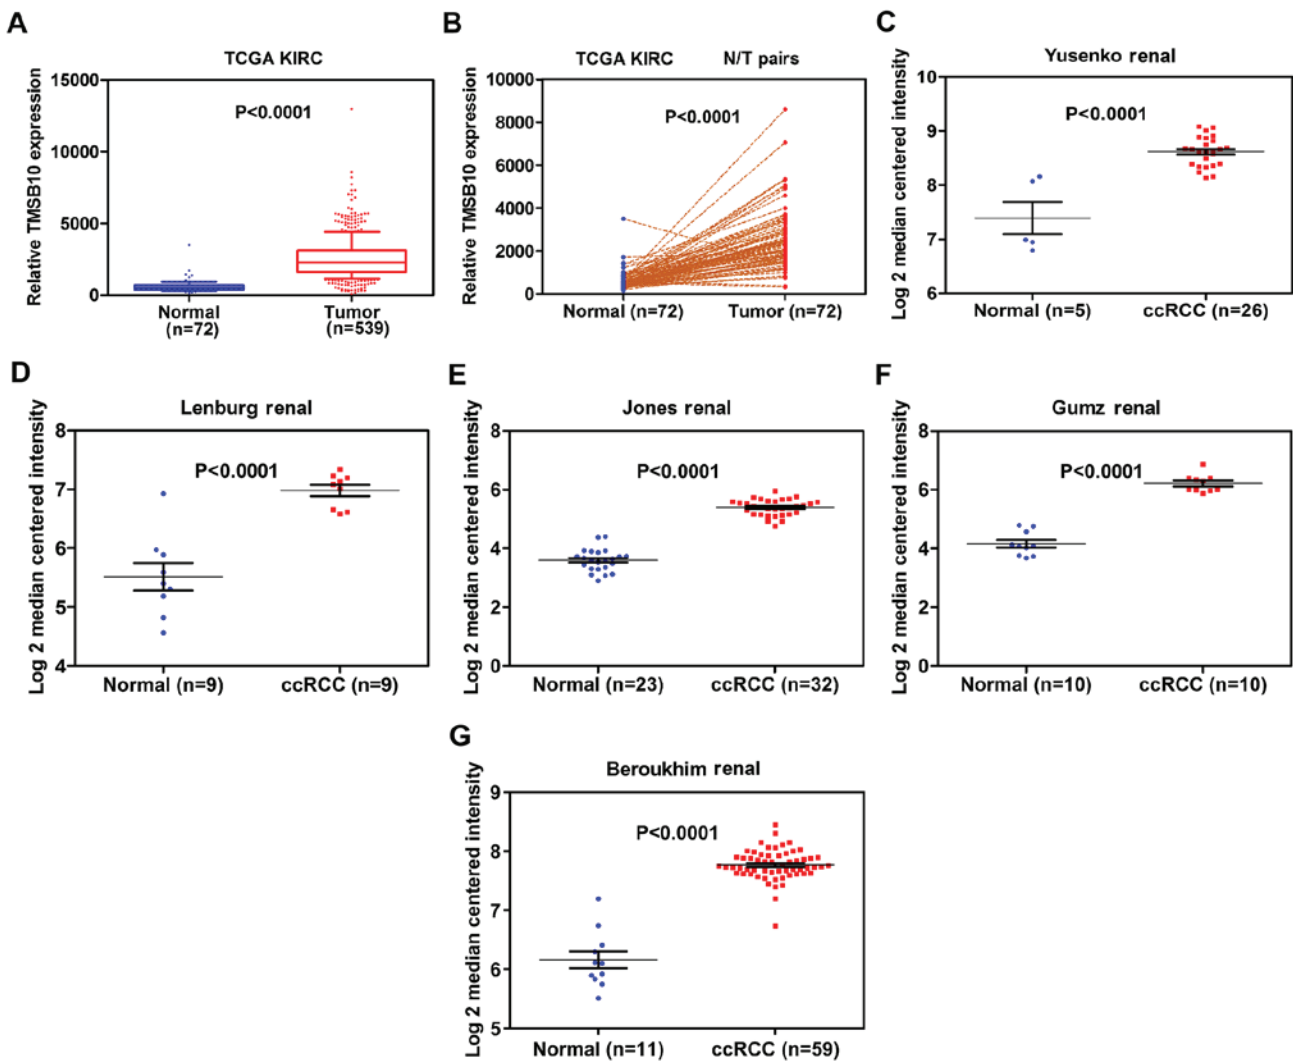 A
TCGA KIRC
Relative TMSB10 expression
15000
10000
5000
0
P<0.0001
Normal
(n=72)
Tumor
(n=539)
B
TCGA KIRC N/T pairs
Relative TMSB10 expression
10000
8000
6000
4000
2000
0
P<0.0001
Normal (n=72) Tumor (n=72)
C
Yusenko renal
Log 2 median centered intensity
10
9
8
7
6
P<0.0001
Normal (n=5) ccRCC (n=26)
D
Lenburg renal
Log 2 median centered intensity
8
7
6
5
4
P<0.0001
Normal (n=9) ccRCC (n=9)
E
Jones renal
Log 2 median centered intensity
8
6
4
2
0
P<0.0001
Normal (n=23) ccRCC (n=32)
F
Gumz renal
Log 2 median centered intensity
8
6
4
2
0
P<0.0001
Normal (n=10) ccRCC (n=10)
G
Beroukhim renal
Log 2 median centered intensity
9
8
7
6
5
P<0.0001
Normal (n=11) ccRCC (n=59)